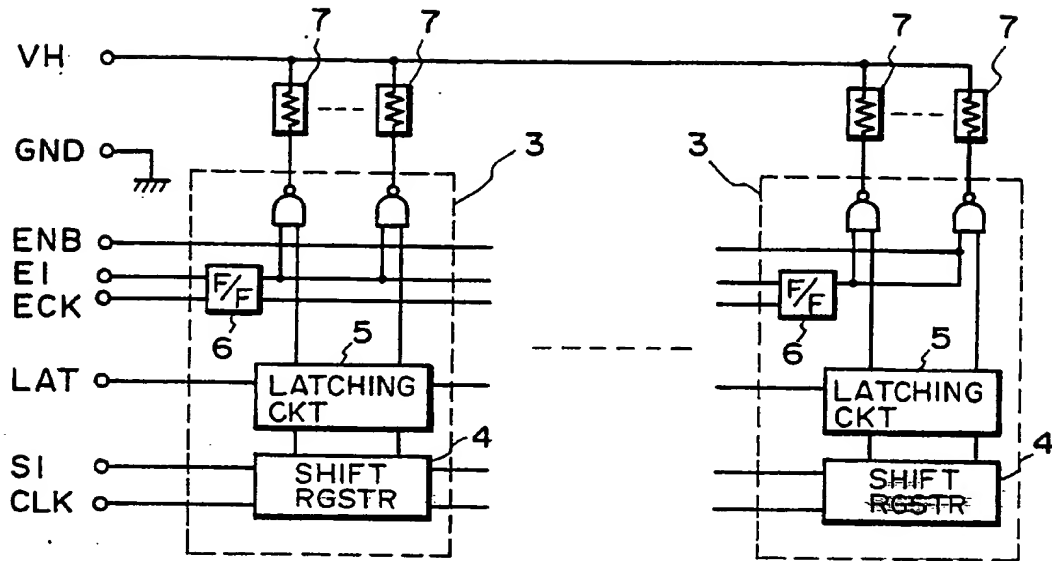 7
7
7
7
VH
GND
3
3
ENB
EI
ECK
F/F
6
F/F
6
5
5
LAT
LATCHING
CKT
LATCHING
CKT
4
4
SI
CLK
SHIFT
RGSTR
SHIFT
RGSTR